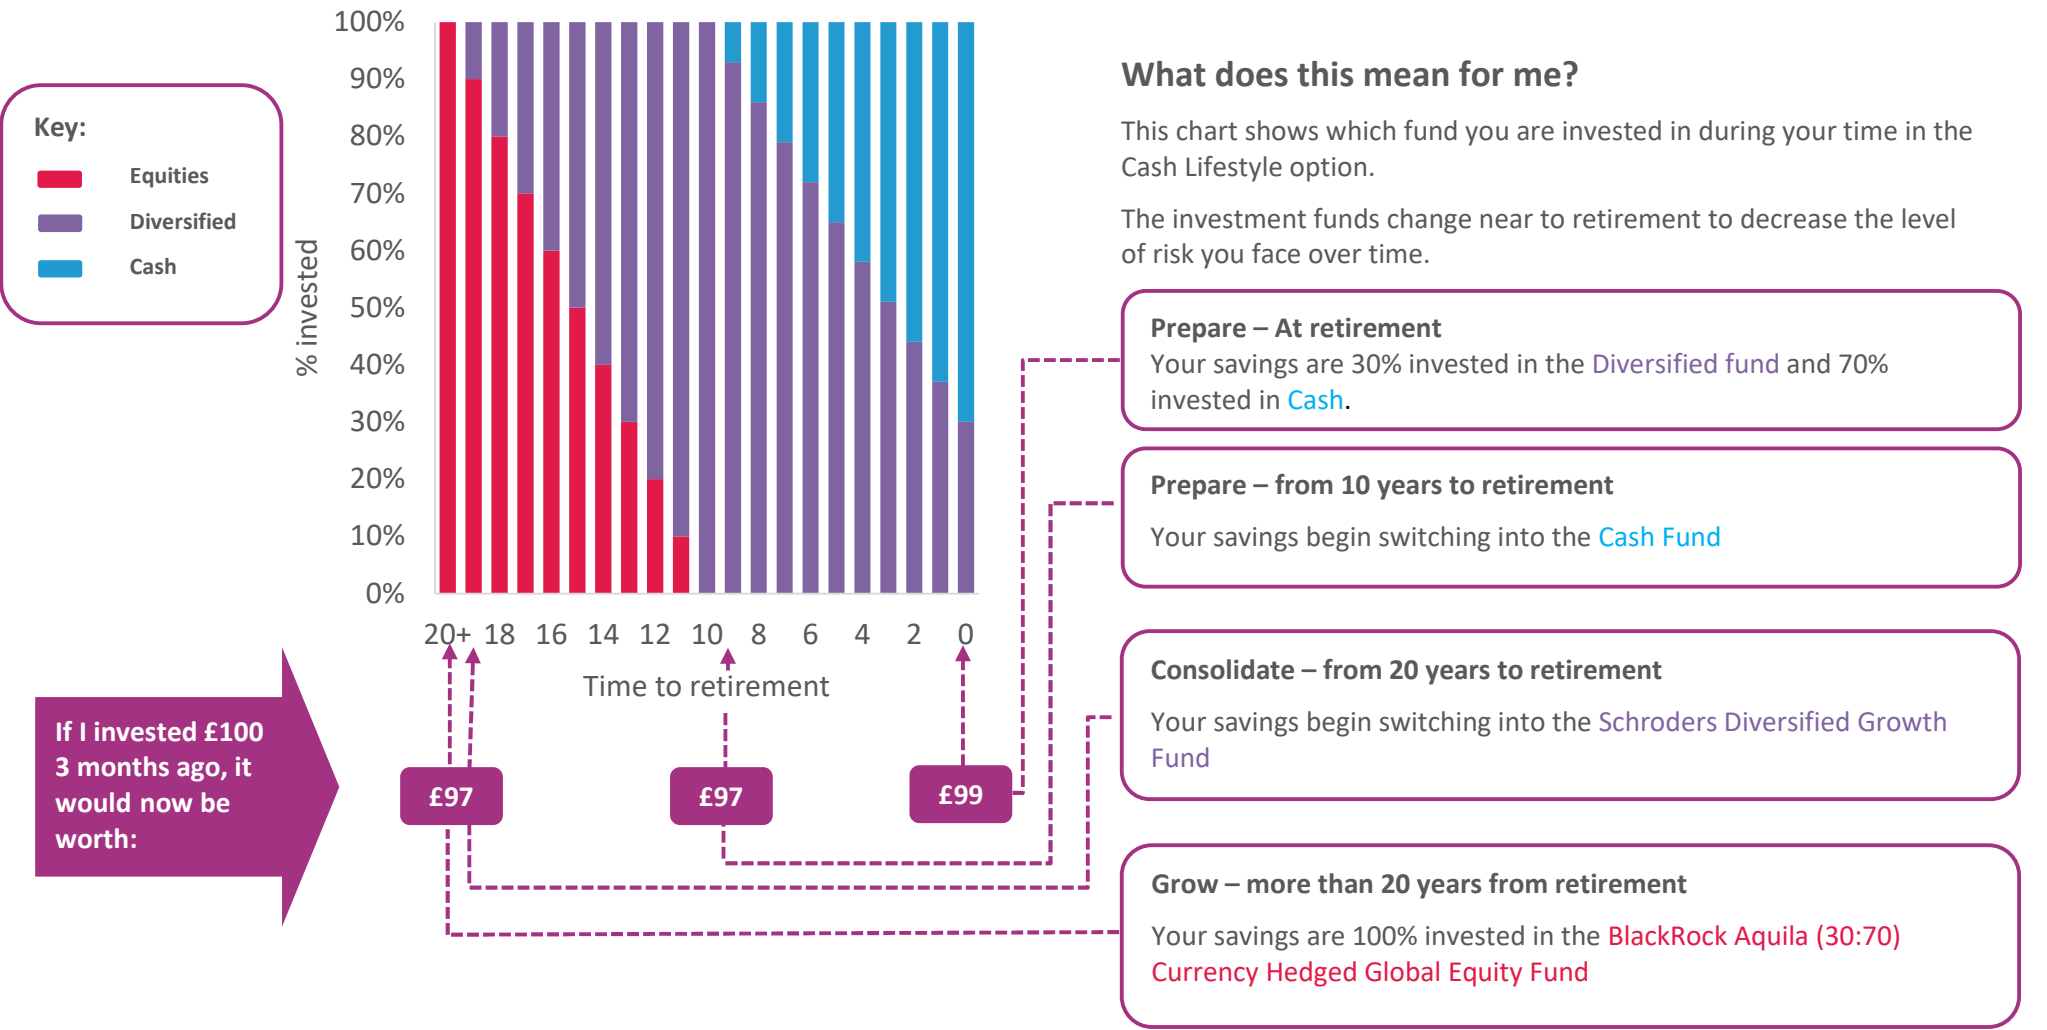 100%
90%
80%
70%
60%
50%
40%
30%
20%
10%
0%
% invested
20+ 18 16 14 12 10 8 6 4 2 0
Time to retirement
Key:
Equities
Diversified
Cash
If I invested £100
3 months ago, it
would now be
worth:
£97
£97
£99
What does this mean for me?
This chart shows which fund you are invested in during your time in the
Cash Lifestyle option.
The investment funds change near to retirement to decrease the level
of risk you face over time.
Prepare – At retirement
Your savings are 30% invested in the Diversified fund and 70%
invested in Cash.
Prepare – from 10 years to retirement
Your savings begin switching into the Cash Fund
Consolidate – from 20 years to retirement
Your savings begin switching into the Schroders Diversified Growth
Fund
Grow – more than 20 years from retirement
Your savings are 100% invested in the BlackRock Aquila (30:70)
Currency Hedged Global Equity Fund